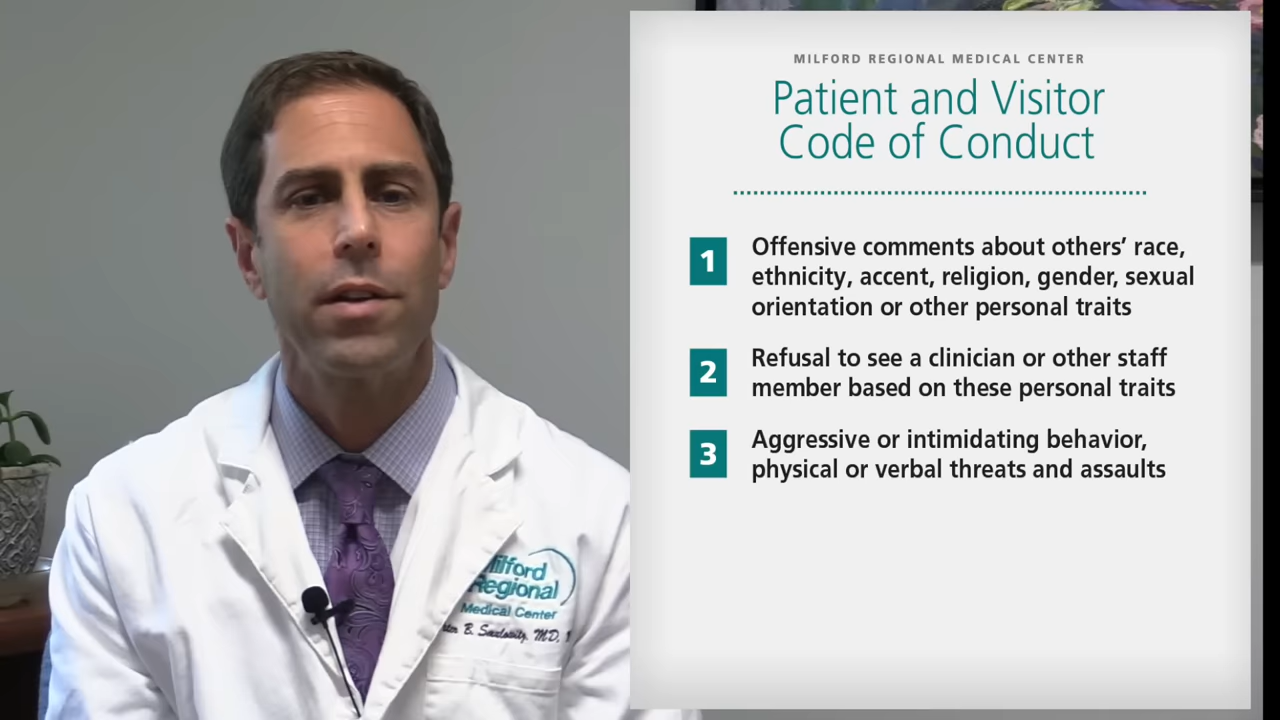 MILFORD REGIONAL MEDICAL CENTER
Patient and Visitor
Code of Conduct
1
Offensive comments about others’ race,
ethnicity, accent, religion, gender, sexual
orientation or other personal traits
2
Refusal to see a clinician or other staff
member based on these personal traits
3
Aggressive or intimidating behavior,
physical or verbal threats and assaults
Regional
Medical Center
B. MD,